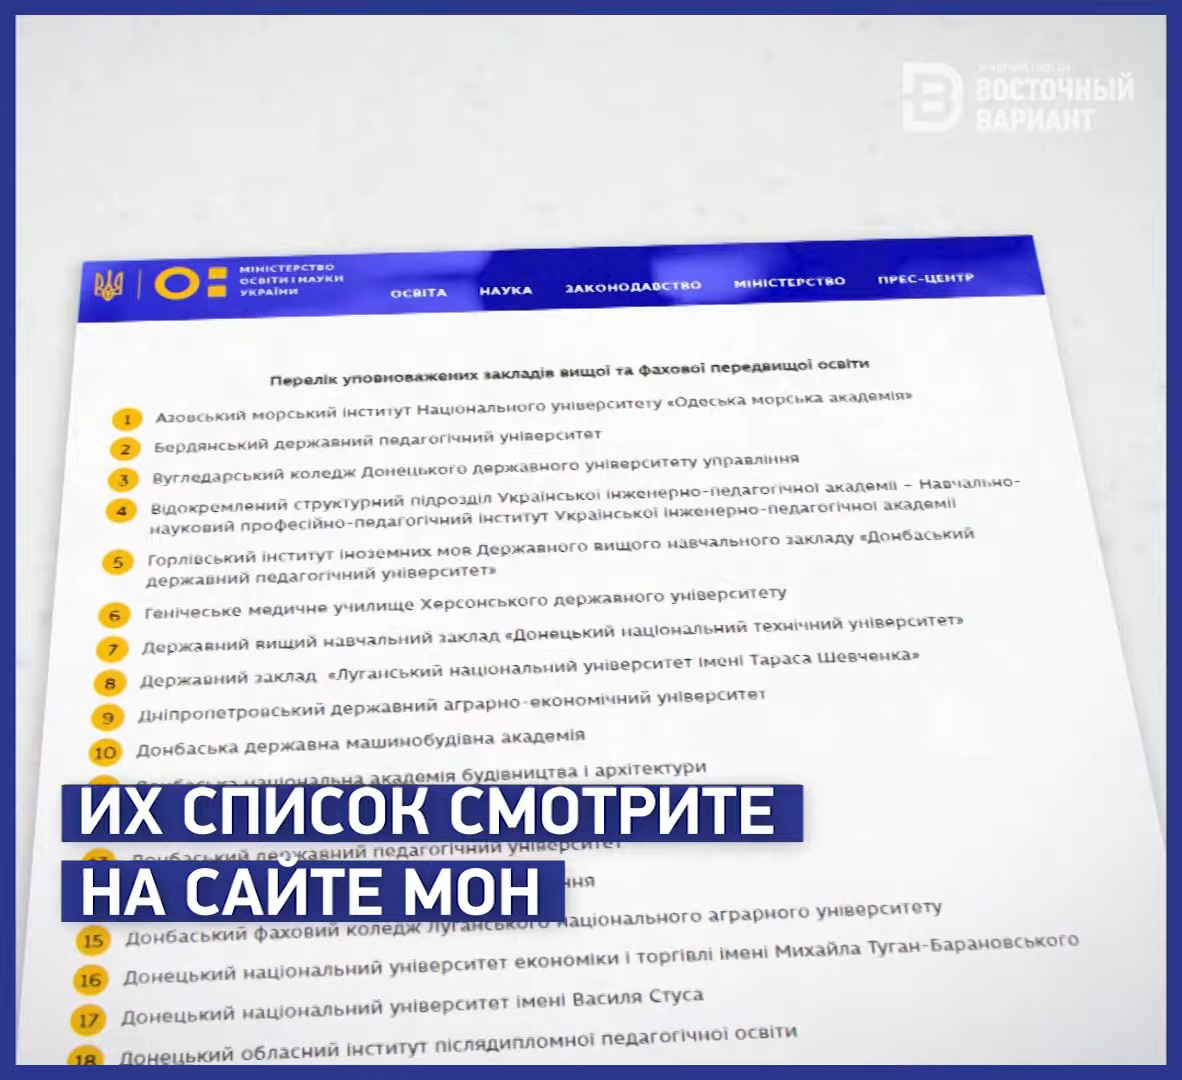 ВОСТОЧНЫЙ
ВАРИАНТ
МІНІСТЕРСТВО
ОСВІТИ І НАУКИ
УКРАЇНИ
ОСВІТА НАУКА ЗАКОНОДАВСТВО МІНІСТЕРСТВО ПРЕС-ЦЕНТР
Перелік уповноважених закладів вищої та фахової передвищої освіти
1 Азовський морський інститут Національного університету «Одеська морська академія»
2 Бердянський державний педагогічний університет
3 Вугледарський коледж Донецького державного університету управління
4 Відокремлений структурний підрозділ Української інженерно-педагогічної академії – Навчально-
науковий професійно-педагогічний інститут Української інженерно-педагогічної академії
5 Горлівський інститут іноземних мов Державного вищого навчального закладу «Донбаський
державний педагогічний університет»
6 Генічеське медичне училище Херсонського державного університету
7 Державний вищий навчальний заклад «Донецький національний технічний університет»
8 Державний заклад «Луганський національний університет імені Тараса Шевченка»
9 Дніпропетровський державний аграрно-економічний університет
10 Донбаська державна машинобудівна академія
Донбаська національна академія будівництва і архітектури
ИХ СПИСОК СМОТРИТЕ
Донбаський державний педагогічний університет
НА САЙТЕ МОН
15 Донбаський фаховий коледж Луганського національного аграрного університету
16 Донецький національний університет економіки і торгівлі імені Михайла Туган-Барановського
17 Донецький національний університет імені Василя Стуса
18 Донецький обласний інститут післядипломної педагогічної освіти